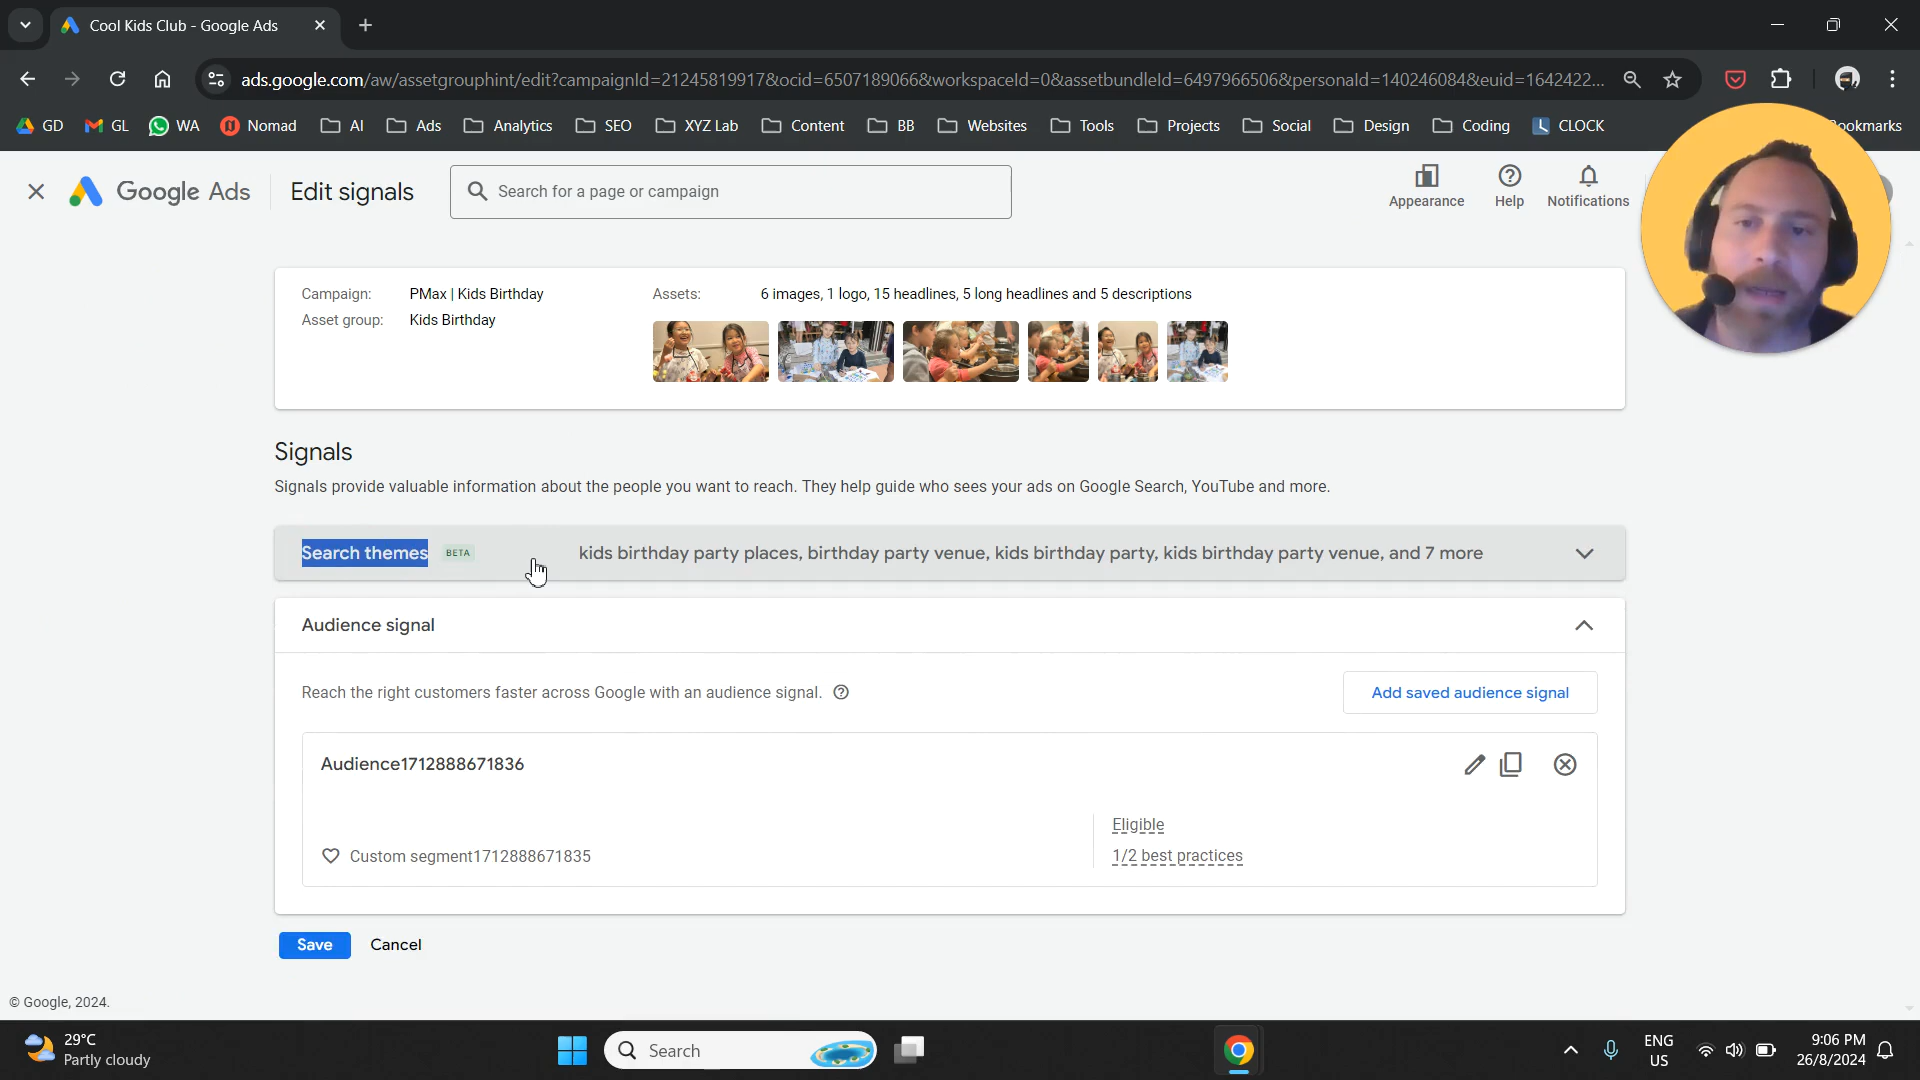 Cool Kids Club - Google Ads
ads.google.com/aw/assetgrouphint/edit?campaignId=21245819917&ocid=6507189066&workspaceId=0&assetbundleId=6497966506&personaId=140246084&euid=1642422...
GD GL WA Nomad AI Ads Analytics SEO XYZ Lab Content BB Websites Tools Projects Social Design Coding CLOCK ookmarks
Google Ads
Edit signals
Search for a page or campaign
Appearance
Help
Notifications
Campaign: PMax | Kids Birthday
Asset group: Kids Birthday
Assets: 6 images, 1 logo, 15 headlines, 5 long headlines and 5 descriptions
Signals
Signals provide valuable information about the people you want to reach. They help guide who sees your ads on Google Search, YouTube and more.
Search themes BETA kids birthday party places, birthday party venue, kids birthday party, kids birthday party venue, and 7 more
Audience signal
Reach the right customers faster across Google with an audience signal.
Add saved audience signal
Audience1712888671836
Eligible
Custom segment1712888671835
1/2 best practices
Save Cancel
© Google, 2024.
29°C
Partly cloudy
Search
ENG
US
9:06 PM
26/8/2024